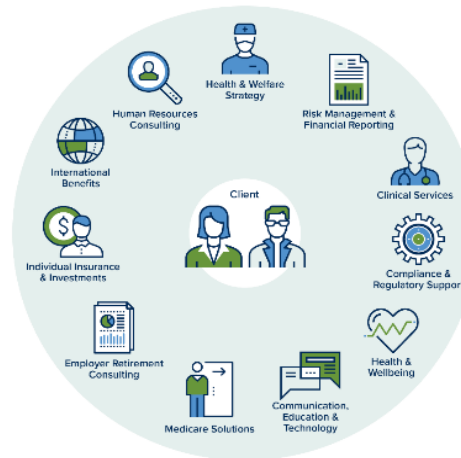 Health & Welfare
Strategy
Risk Management &
Financial Reporting
Clinical Services
Compliance &
Regulatory Support
Health &
Wellbeing
Communication,
Education &
Technology
Medicare Solutions
Employer Retirement
Consulting
$
Individual Insurance
& Investments
International
Benefits
Human Resources
Consulting
Client